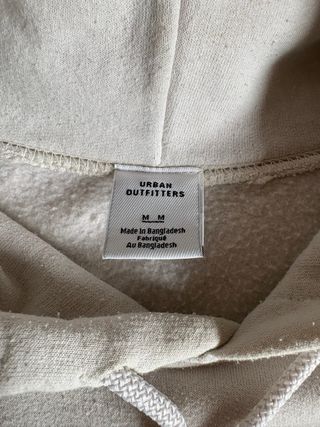 URBAN
OUTFITTERS
M M
Made In Bangladesh
Fabriqué
Au Bangladesh